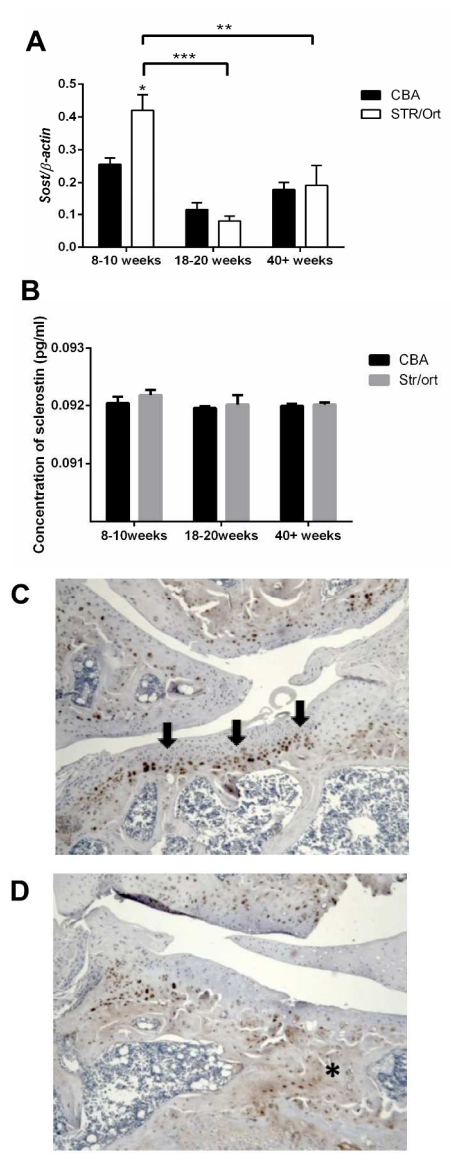 A
**
***
*
CBA
STR/Ort
Sost/β-actin
0.5
0.4
0.3
0.2
0.1
0.0
8-10 weeks 18-20 weeks 40+ weeks
B
Concentration of sclerostin (pg/ml)
0.093
0.092
0.091
CBA
Str/ort
8-10weeks 18-20weeks 40+ weeks
C
D
*